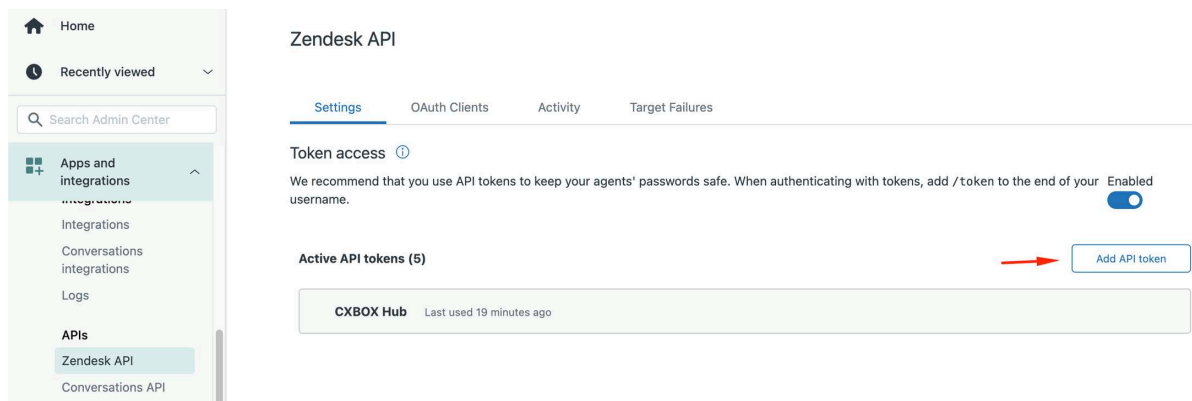 Home
Recently viewed
Search Admin Center
Apps and
integrations
Integrations
Integrations
Conversations
integrations
Logs
APIs
Zendesk API
Conversations API
Zendesk API
Settings OAuth Clients Activity Target Failures
Token access
We recommend that you use API tokens to keep your agents' passwords safe. When authenticating with tokens, add /token to the end of your
username.
Enabled
Active API tokens (5)
Add API token
CXBOX Hub Last used 19 minutes ago